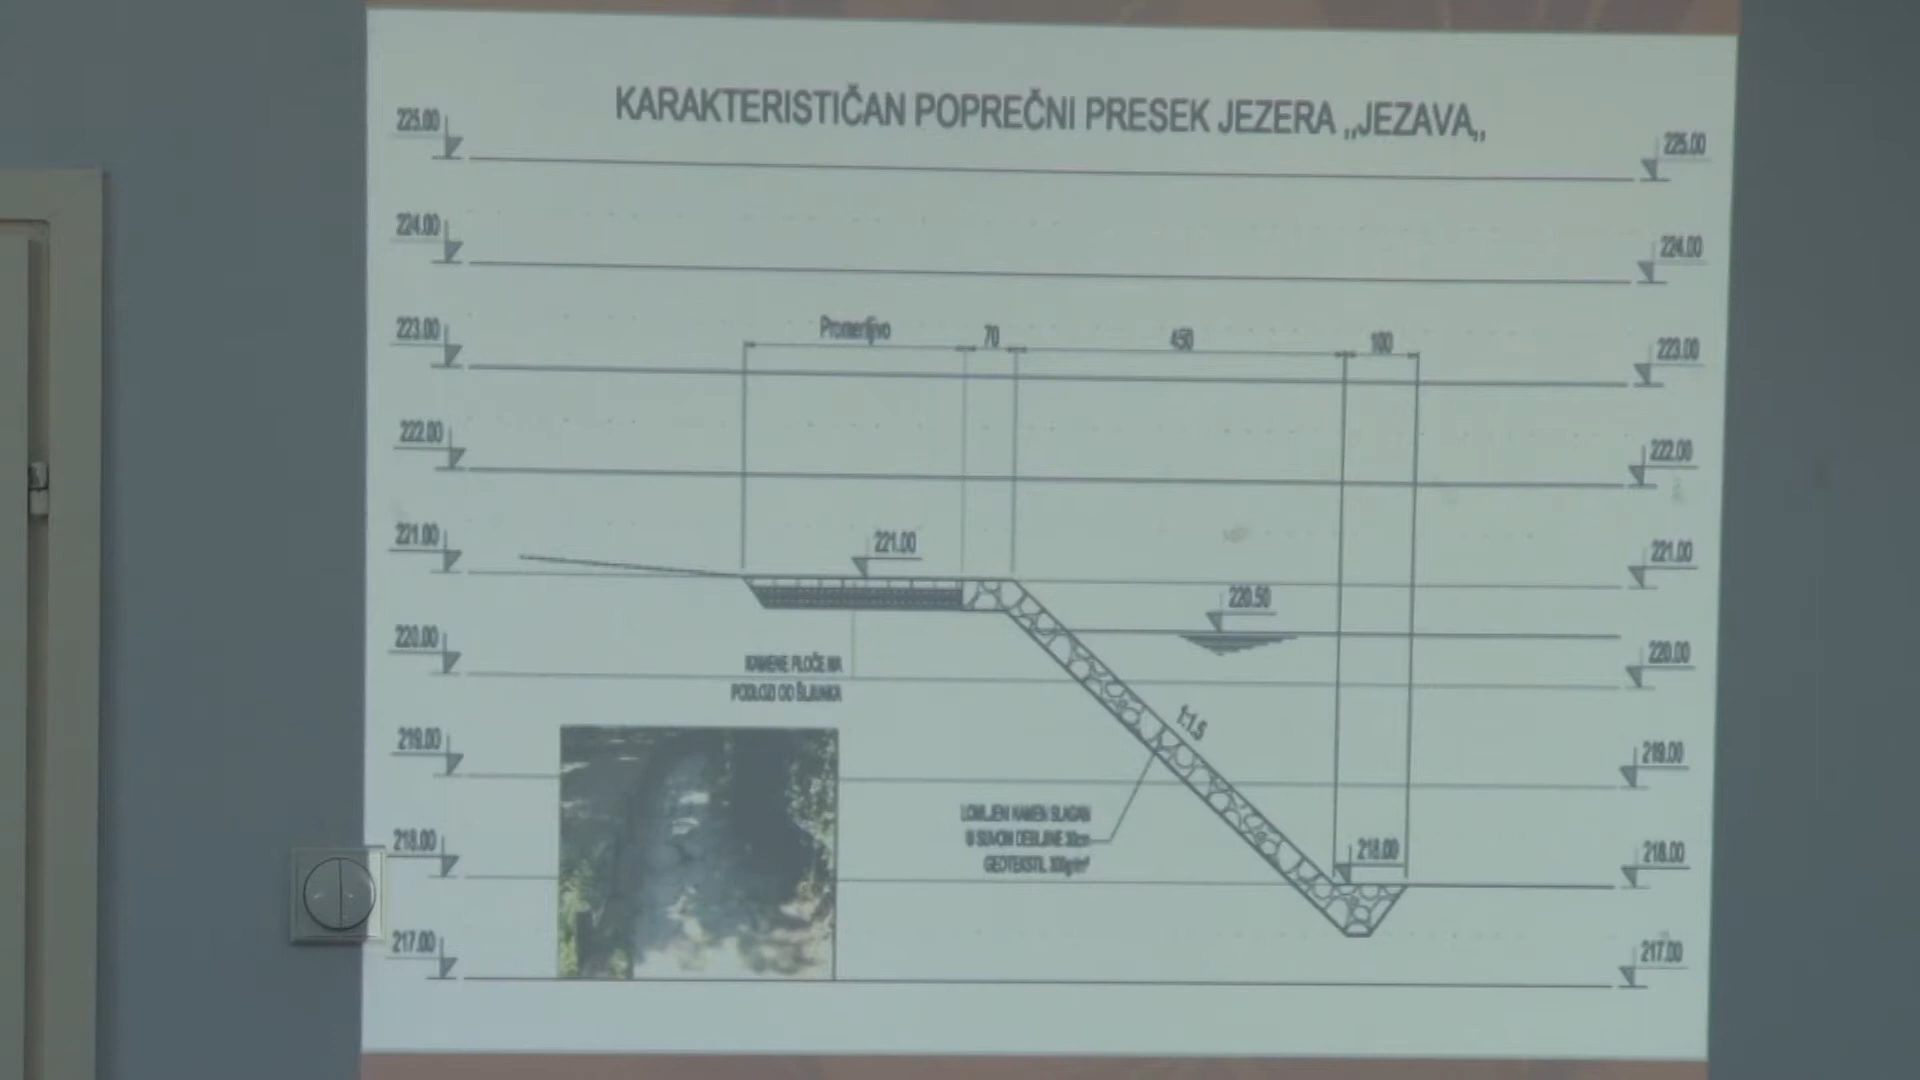 KARAKTERISTIČAN POPREČNI PRESEK JEZERA „JEZAVA„
225.00 225.00
224.00 224.00
223.00 Promenljivo 70 450 100 223.00
222.00 222.00
221.00 221.00 221.00
220.50
220.00 220.00
KAMENE PLOČE NA
PODLOZI OD ŠLJUNKA
1:1.5
219.00 219.00
LOMLJENI KAMEN SLAGAN
U SUVOM DEBLJINE 30cm
GEOTEKSTIL
218.00 218.00 218.00
217.00 217.00